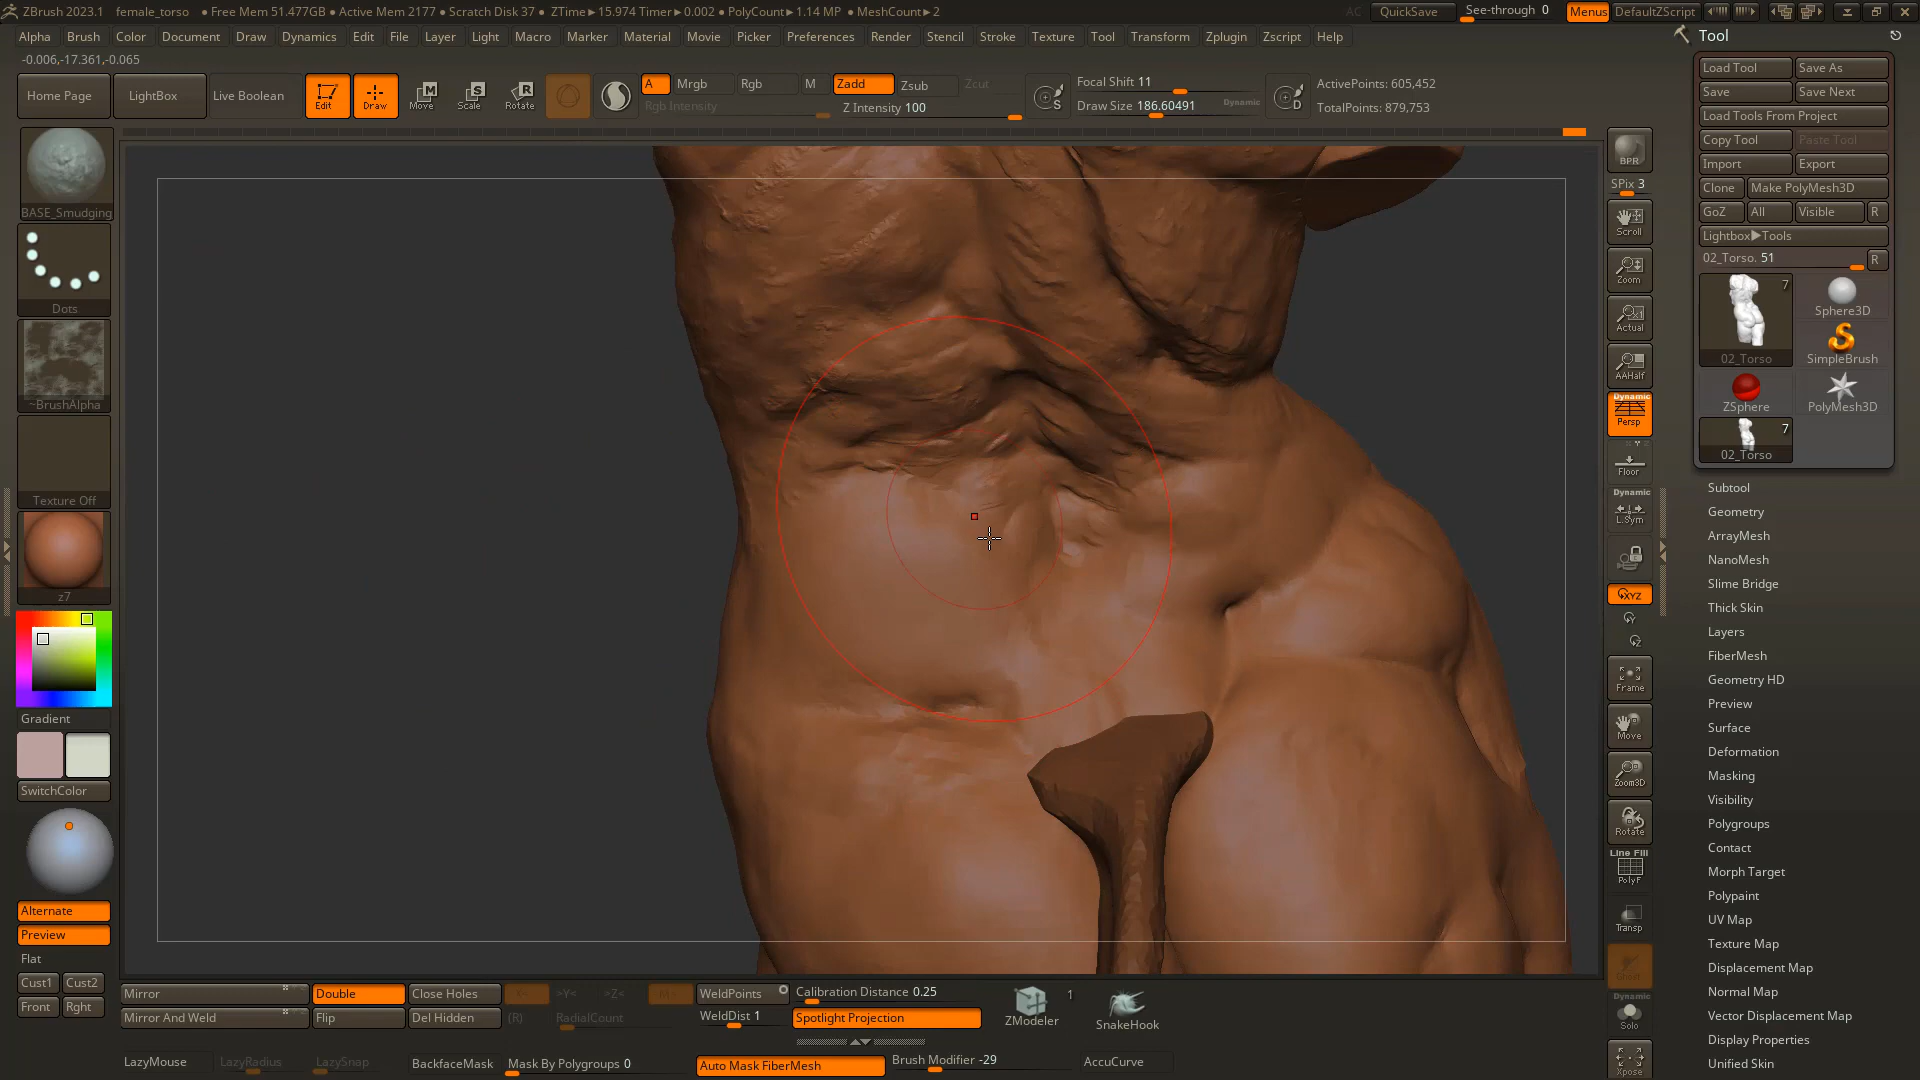 ZBrush 2023.1 female_torso • Free Mem 51.477GB • Active Mem 2177 • Scratch Disk 37 • ZTime▸15.974 Timer▸0.002 • PolyCount▸1.14 MP • MeshCount▸2
AC QuickSave See-through 0 Menus DefaultZScript
Alpha Brush Color Document Draw Dynamics Edit File Layer Light Macro Marker Material Movie Picker Preferences Render Stencil Stroke Texture Tool Transform Zplugin Zscript Help
-0.006,-17.361,-0.065
Home Page LightBox Live Boolean Edit Draw Move Scale Rotate
A Mrgb Rgb M Zadd Zsub Zcut
Rgb Intensity Z Intensity 100
S Focal Shift 11
Draw Size 186.60491 Dynamic
D ActivePoints: 605,452
TotalPoints: 879,753
BASE_Smudging
Dots
~BrushAlpha
Texture Off
z7
Gradient
SwitchColor
Alternate
Preview
Flat
Cust1 Cust2
Front Rght
BPR
SPix 3
Scroll
Zoom
Actual
AAHalf
Dynamic
Persp
Floor
Dynamic
L.Sym
XYZ
Y
Z
Frame
Move
Zoom3D
Rotate
Line Fill
PolyF
Transp
Ghost
Dynamic
Solo
Xpose
Tool
Load Tool Save As
Save Save Next
Load Tools From Project
Copy Tool Paste Tool
Import Export
Clone Make PolyMesh3D
GoZ All Visible R
Lightbox▸Tools
02_Torso. 51 R
7
02_Torso
Sphere3D
SimpleBrush
ZSphere
PolyMesh3D
7
02_Torso
Subtool
Geometry
ArrayMesh
NanoMesh
Slime Bridge
Thick Skin
Layers
FiberMesh
Geometry HD
Preview
Surface
Deformation
Masking
Visibility
Polygroups
Contact
Morph Target
Polypaint
UV Map
Texture Map
Displacement Map
Normal Map
Vector Displacement Map
Display Properties
Unified Skin
Mirror Double Close Holes >X< >Y< >Z< >M< WeldPoints Calibration Distance 0.25
Mirror And Weld Flip Del Hidden (R) RadialCount WeldDist 1 Spotlight Projection
ZModeler 1
SnakeHook
LazyMouse LazyRadius LazySnap BackfaceMask Mask By Polygroups 0 Auto Mask FiberMesh Brush Modifier -29 AccuCurve